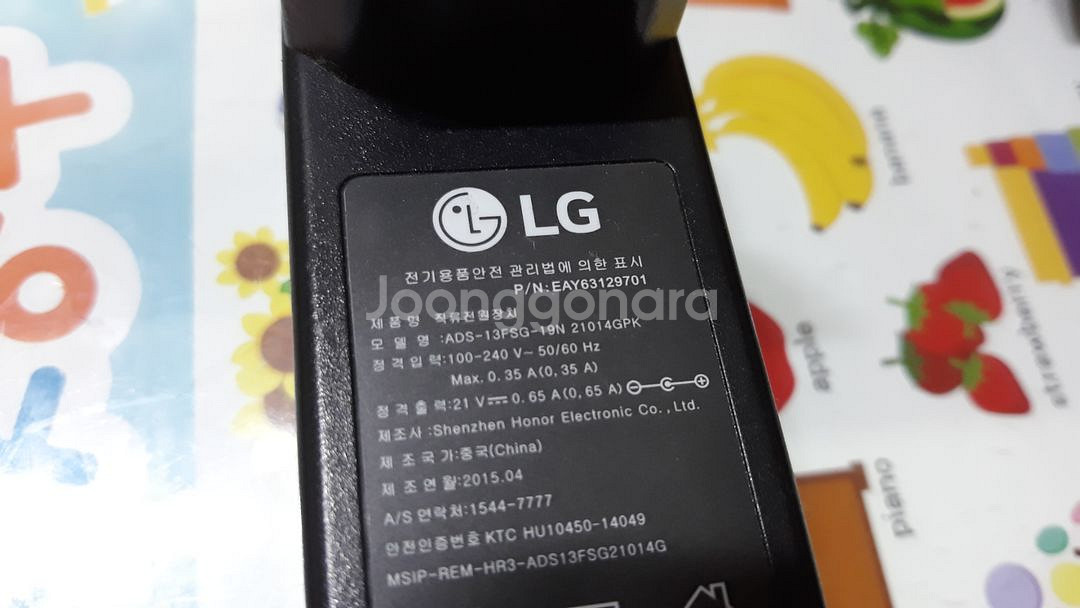 LG
전기용품안전 관리법에 의한 표시
P/N:EAY63129701
Joonggonara
제 품 명 직류전원장치
모 델 명 :ADS-13FSG-19N 21014GPK
정격입력:100-240 V~ 50/60 Hz
Max. 0.35 A(0,35 A)
정격출력:21 V⎓ 0.65 A(0,65 A)
제조사 :Shenzhen Honor Electronic Co.,Ltd.
제 조 국 가:중국(China)
제 조 연 월:2015.04
A/S 연락처:1544-7777
안전인증번호 KTC HU10450-14049
MSIP-REM-HR3-ADS13FSG21014G
banana
apple
strawberry
piano